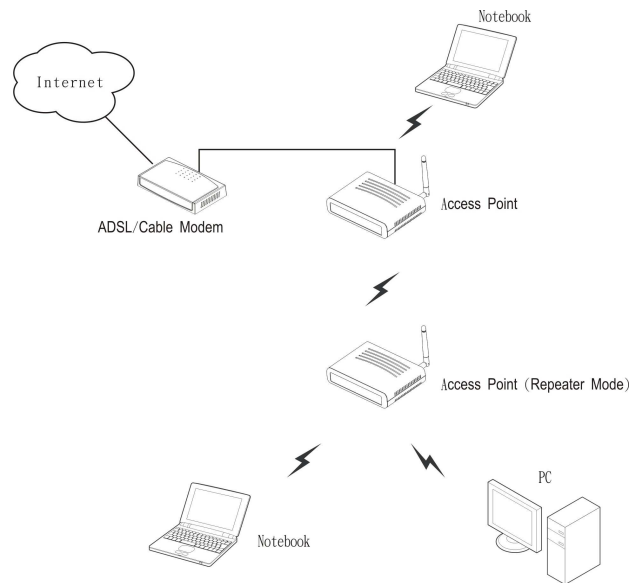 Notebook
Internet
Access Point
ADSL/Cable Modem
Access Point (Repeater Mode)
PC
Notebook